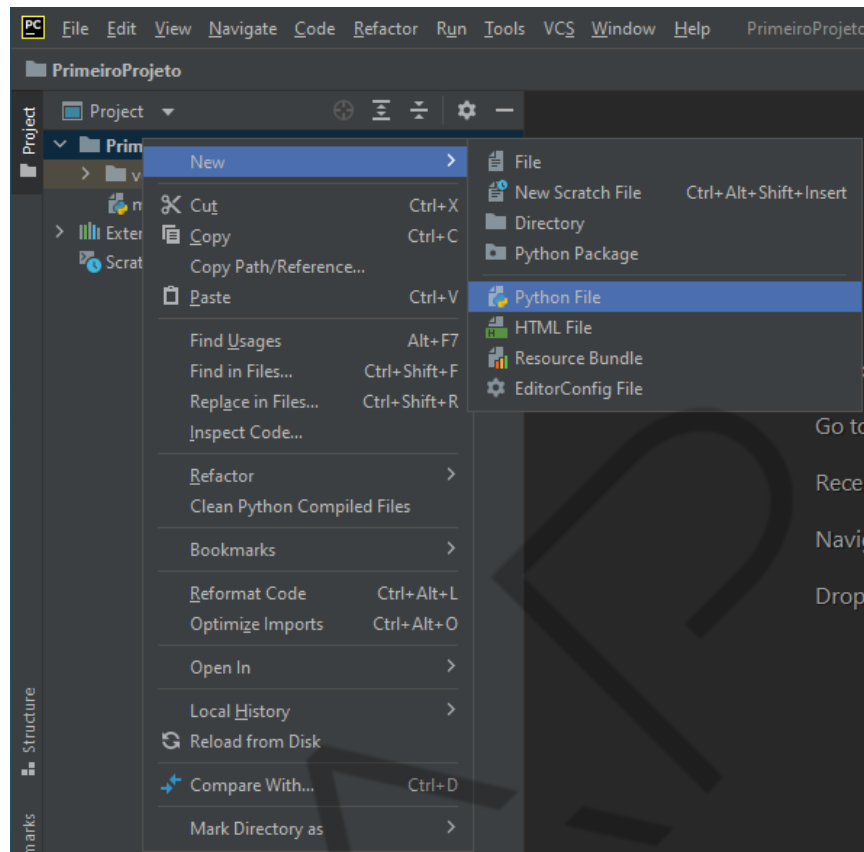 PC File Edit View Navigate Code Refactor Run Tools VCS Window Help PrimeiroProjeto
PrimeiroProjeto
Project
Project
Prim
v
m
Exter
Scrat
New
Cut Ctrl+X
Copy Ctrl+C
Copy Path/Reference...
Paste Ctrl+V
Find Usages Alt+F7
Find in Files... Ctrl+Shift+F
Replace in Files... Ctrl+Shift+R
Inspect Code...
Refactor
Clean Python Compiled Files
Bookmarks
Reformat Code Ctrl+Alt+L
Optimize Imports Ctrl+Alt+O
Open In
Local History
Reload from Disk
Compare With... Ctrl+D
Mark Directory as
File
New Scratch File Ctrl+Alt+Shift+Insert
Directory
Python Package
Python File
HTML File
Resource Bundle
EditorConfig File
Go to
Rece
Navi
Drop
Structure
marks